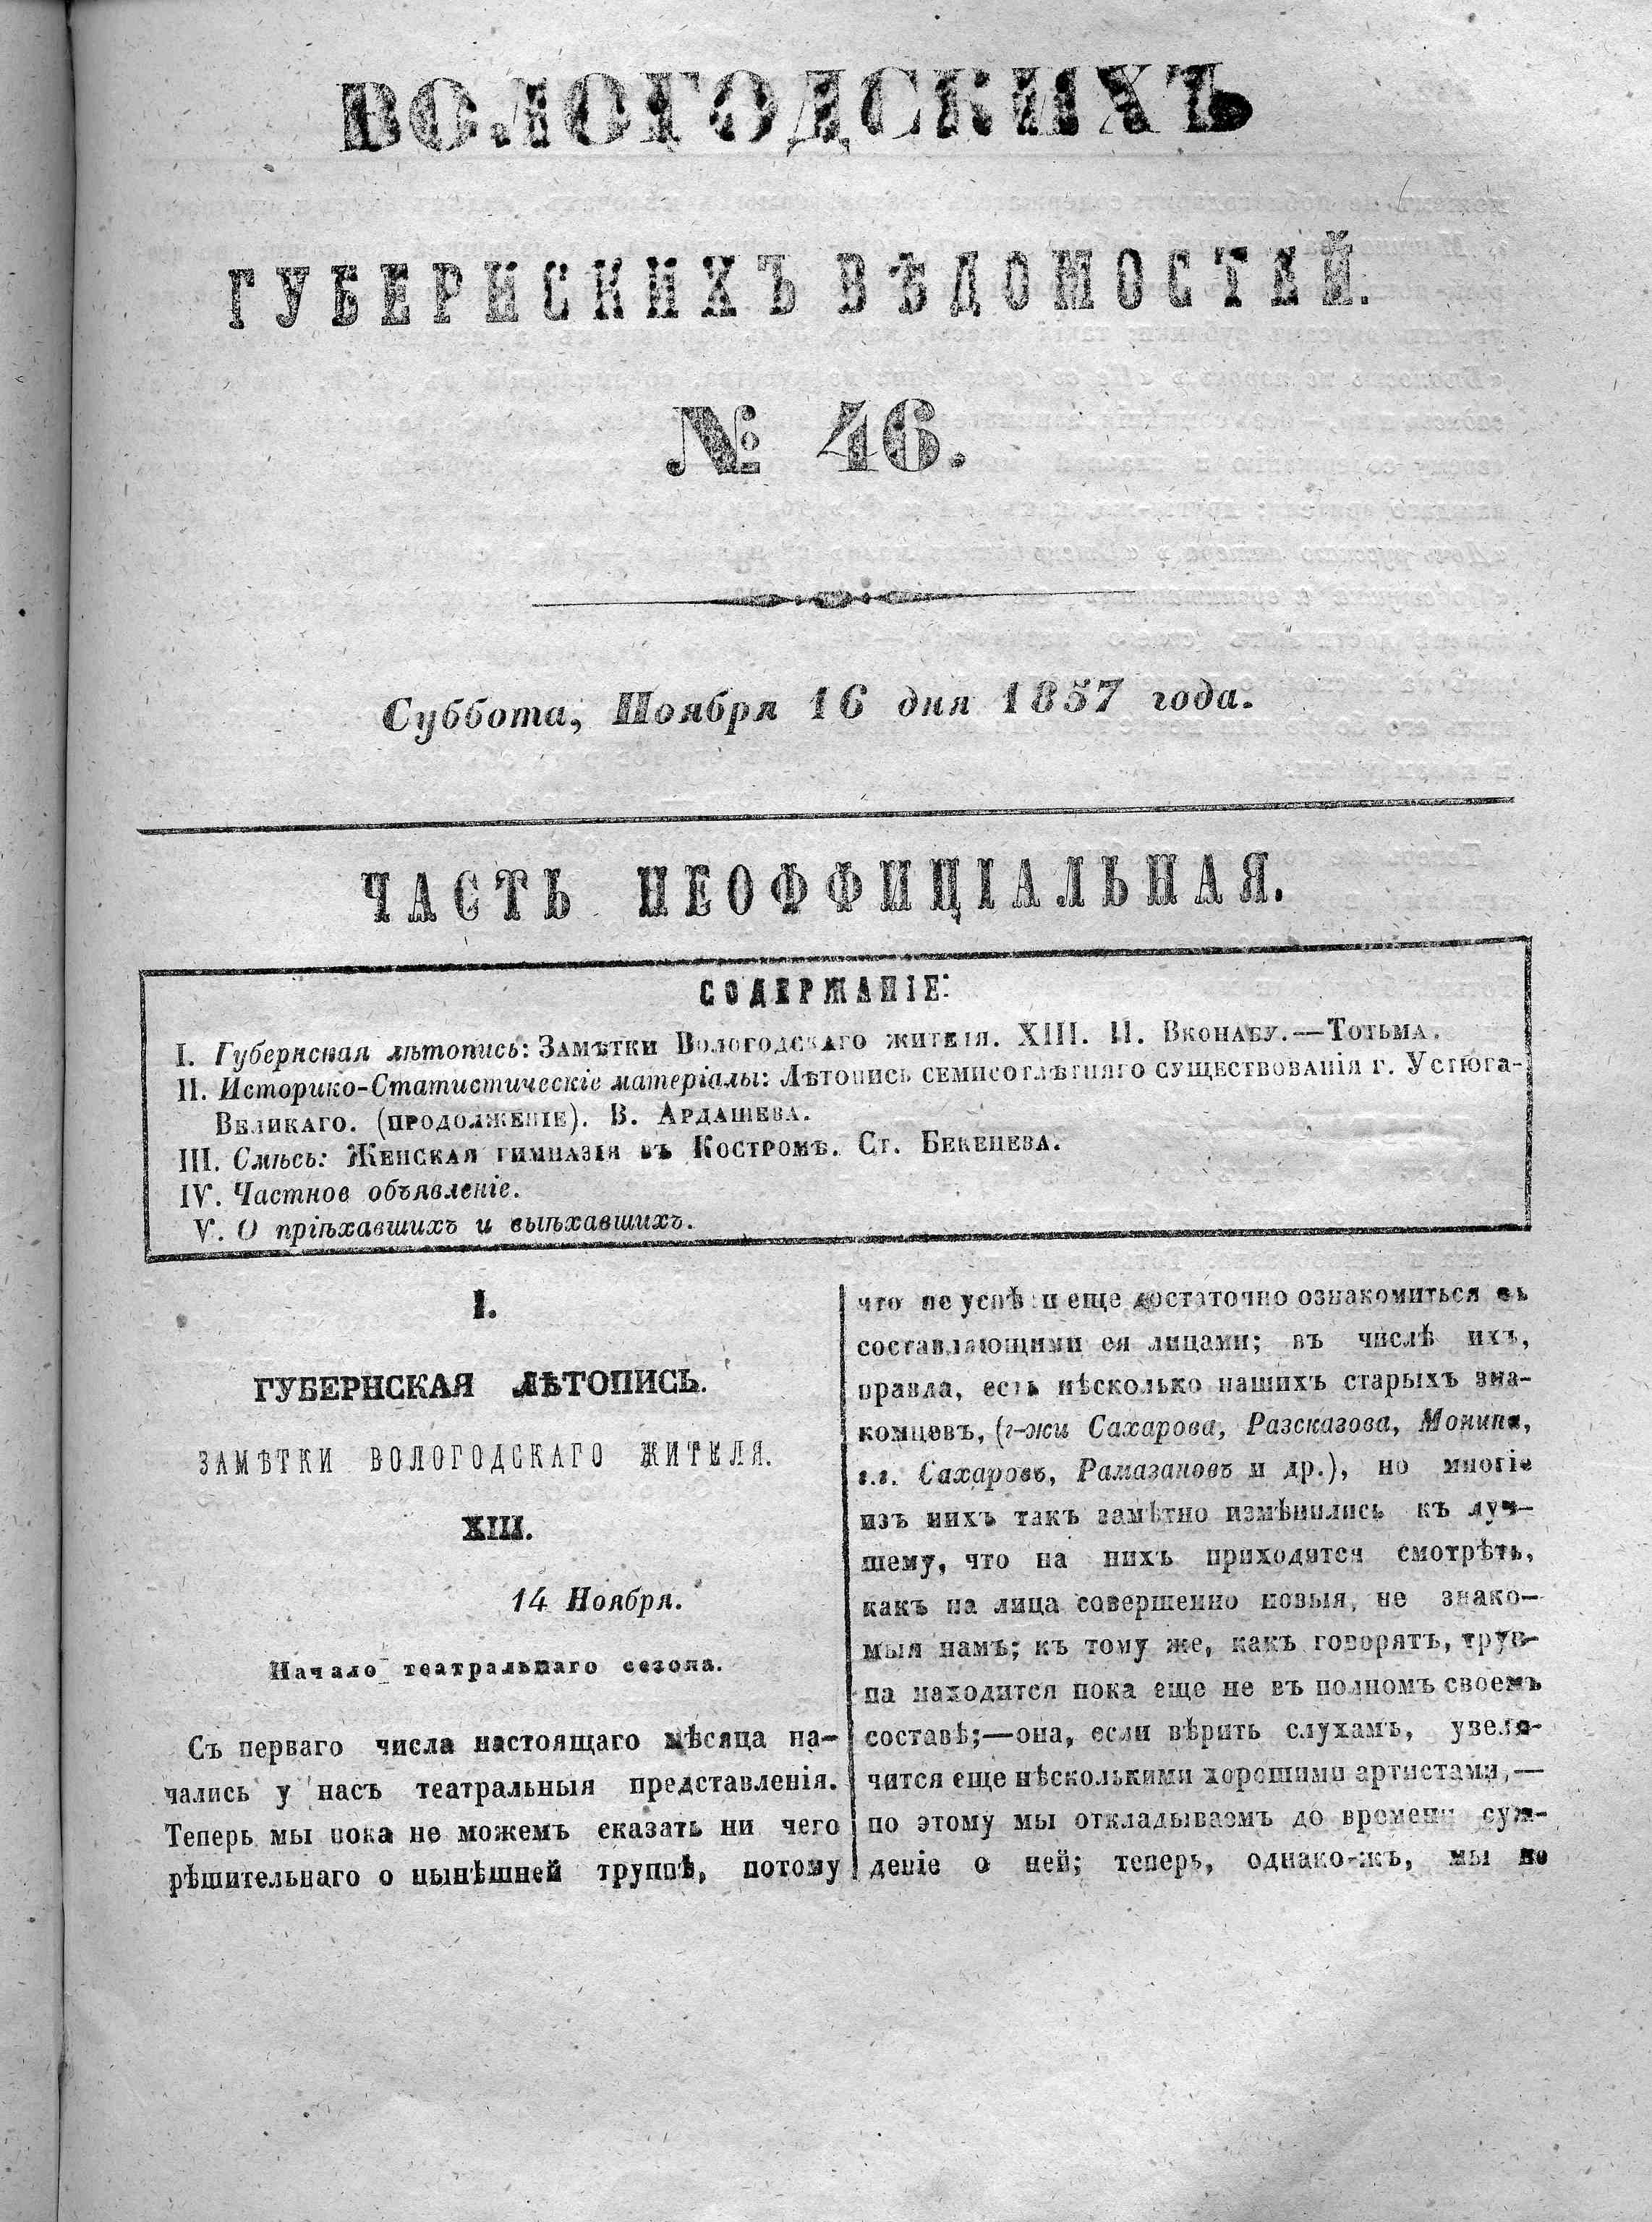 ВОЛОГОДСКИХЪ
ГУБЕРНСКИХЪ ВѢДОМОСТЕЙ.
№ 46.
Суббота, Ноября 16 дня 1857 года.
ЧАСТЬ НЕОФФИЦІАЛЬНАЯ.
СОДЕРЖАНІЕ:
I. Губернская лѣтопись: Замѣтки Вологодскаго жителя. XIII. П. Вконабу.—Тотьма.
II. Историко-Статистическіе матеріалы: Лѣтопись семисотлѣтняго существованія г. Устюга-
Великаго. (продолженіе). В. Ардашева.
III. Смѣсь: Женская гимназія въ Костромѣ. Ст. Бекенева.
IV. Частное объявленіе.
V. О пріѣхавшихъ и выѣхавшихъ.
I.
ГУБЕРНСКАЯ ЛѢТОПИСЬ.
ЗАМѢТКИ ВОЛОГОДСКАГО ЖИТЕЛЯ.
XIII.
14 Ноября.
Начало театральнаго сезона.
Съ перваго числа настоящаго мѣсяца на-
чались у насъ театральныя представленія.
Теперь мы пока не можемъ сказать ни чего
рѣшительнаго о нынѣшней труппѣ, потому
что не успѣли еще достаточно ознакомиться съ
составляющими ея лицами; въ числѣ ихъ,
правда, есть нѣсколько нашихъ старыхъ зна-
комцевъ, (г-жи Сахарова, Разсказова, Монина,
г.г. Сахаровъ, Рамазановъ и др.), но многіе
изъ нихъ такъ замѣтно измѣнились къ луч-
шему, что на нихъ приходится смотрѣть,
какъ на лица совершенно новыя, не знако-
мыя намъ; къ тому же, какъ говорятъ, труп-
па находится пока еще не въ полномъ своемъ
составѣ;—она, если вѣрить слухамъ, увели-
чится еще нѣсколькими хорошими артистами,—
по этому мы откладываемъ до времени суж-
деніе о ней; теперь, однако-жъ, мы не